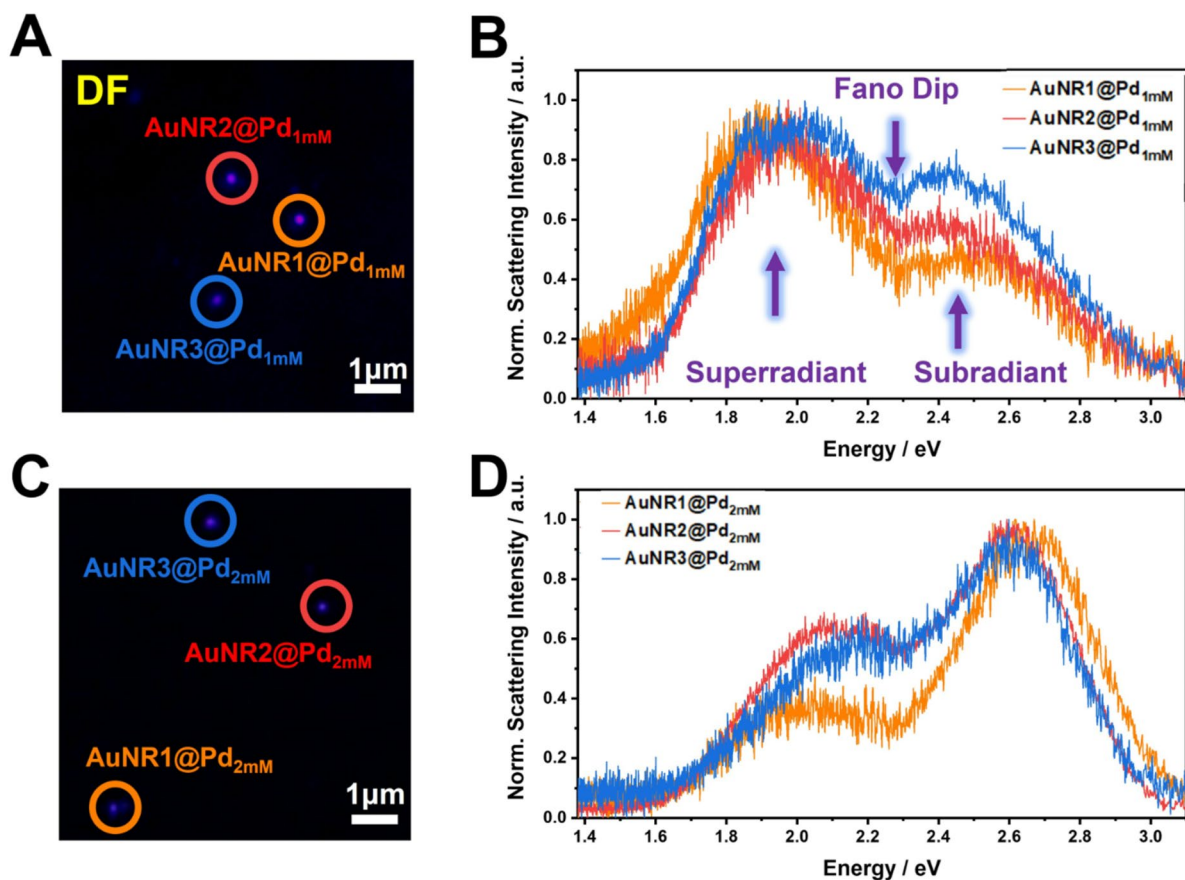 A
DF
AuNR2@Pd1mM
AuNR1@Pd1mM
AuNR3@Pd1mM
1μm
B
Norm. Scattering Intensity / a.u.
1.0
0.8
0.6
0.4
0.2
0.0
Fano Dip
AuNR1@Pd1mM
AuNR2@Pd1mM
AuNR3@Pd1mM
Superradiant
Subradiant
1.4 1.6 1.8 2.0 2.2 2.4 2.6 2.8 3.0
Energy / eV
C
AuNR3@Pd2mM
AuNR2@Pd2mM
AuNR1@Pd2mM
1μm
D
Norm. Scattering Intensity / a.u.
1.0
0.8
0.6
0.4
0.2
0.0
AuNR1@Pd2mM
AuNR2@Pd2mM
AuNR3@Pd2mM
1.4 1.6 1.8 2.0 2.2 2.4 2.6 2.8 3.0
Energy / eV